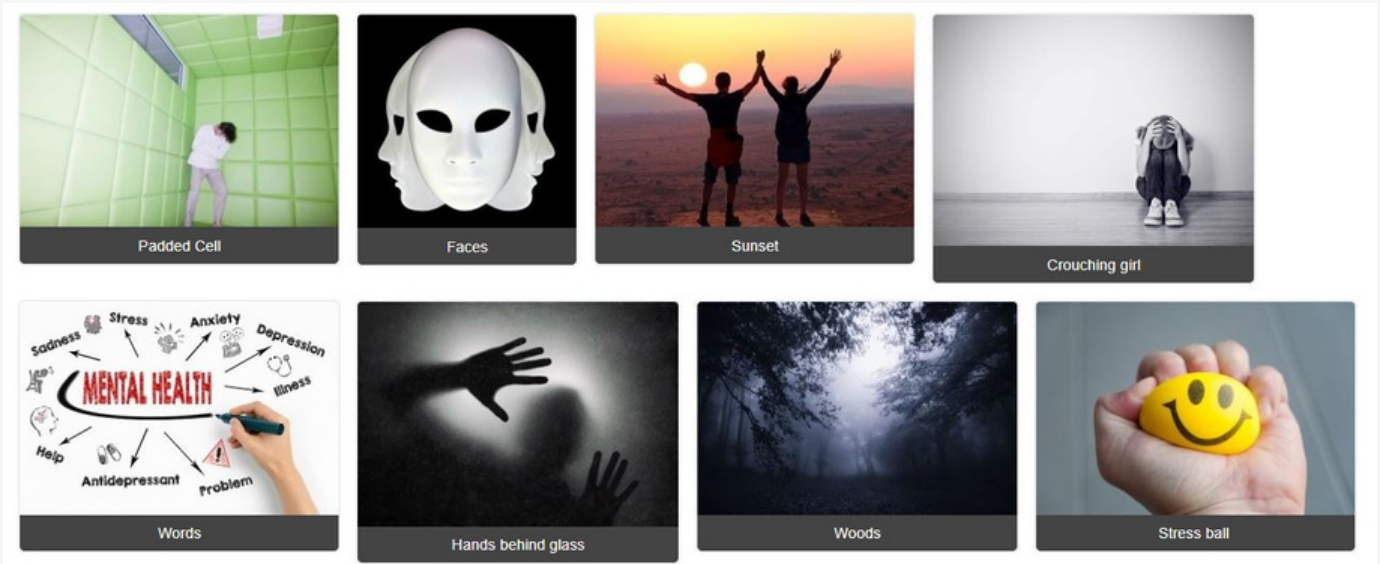 Padded Cell
Faces
Sunset
Crouching girl
Stress
Anxiety
Sadness
Depression
MENTAL HEALTH
Illness
Help
Antidepressant
Problem
Words
Hands behind glass
Woods
Stress ball